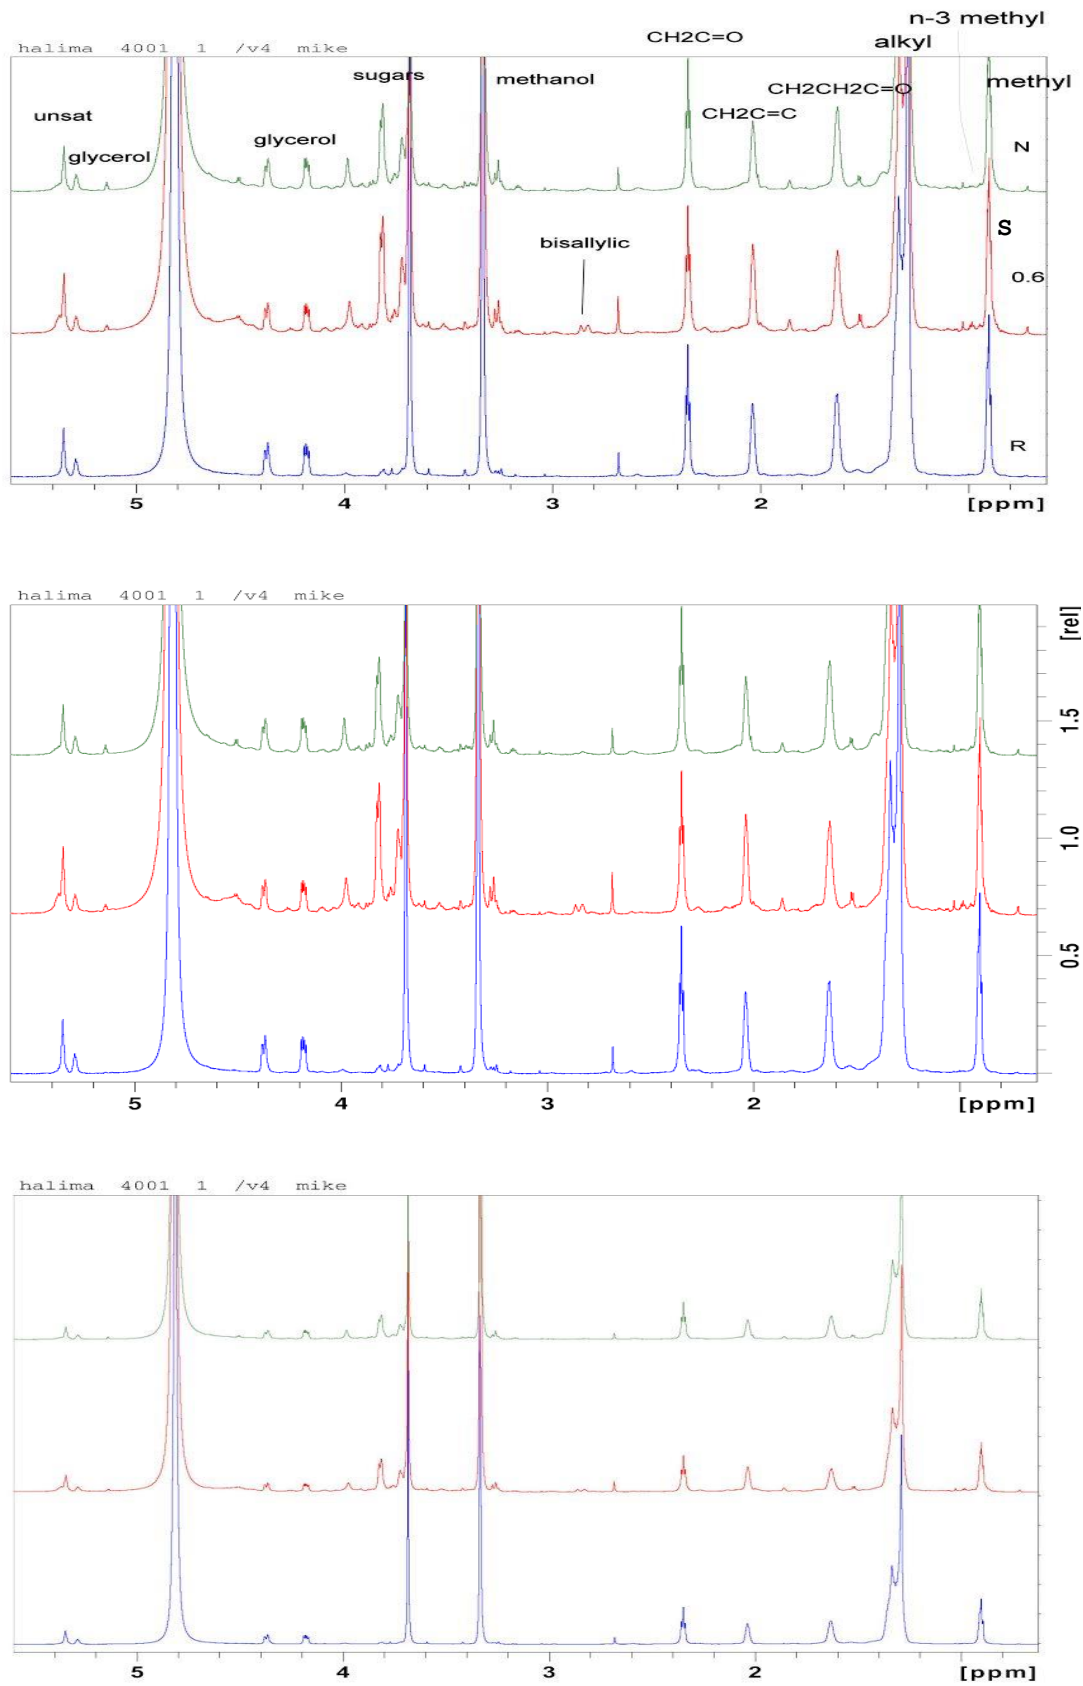 n-3 methyl
CH2C=O
alkyl
halima 4001 1 /v4 mike
sugars
methanol
methyl
CH2CH2C=O
unsat
CH2C=C
glycerol
glycerol
N
S
bisallylic
0.6
R
5 4 3 2 [ppm]
halima 4001 1 /v4 mike
[rel]
1.5
1.0
0.5
5 4 3 2 [ppm]
halima 4001 1 /v4 mike
5 4 3 2 [ppm]